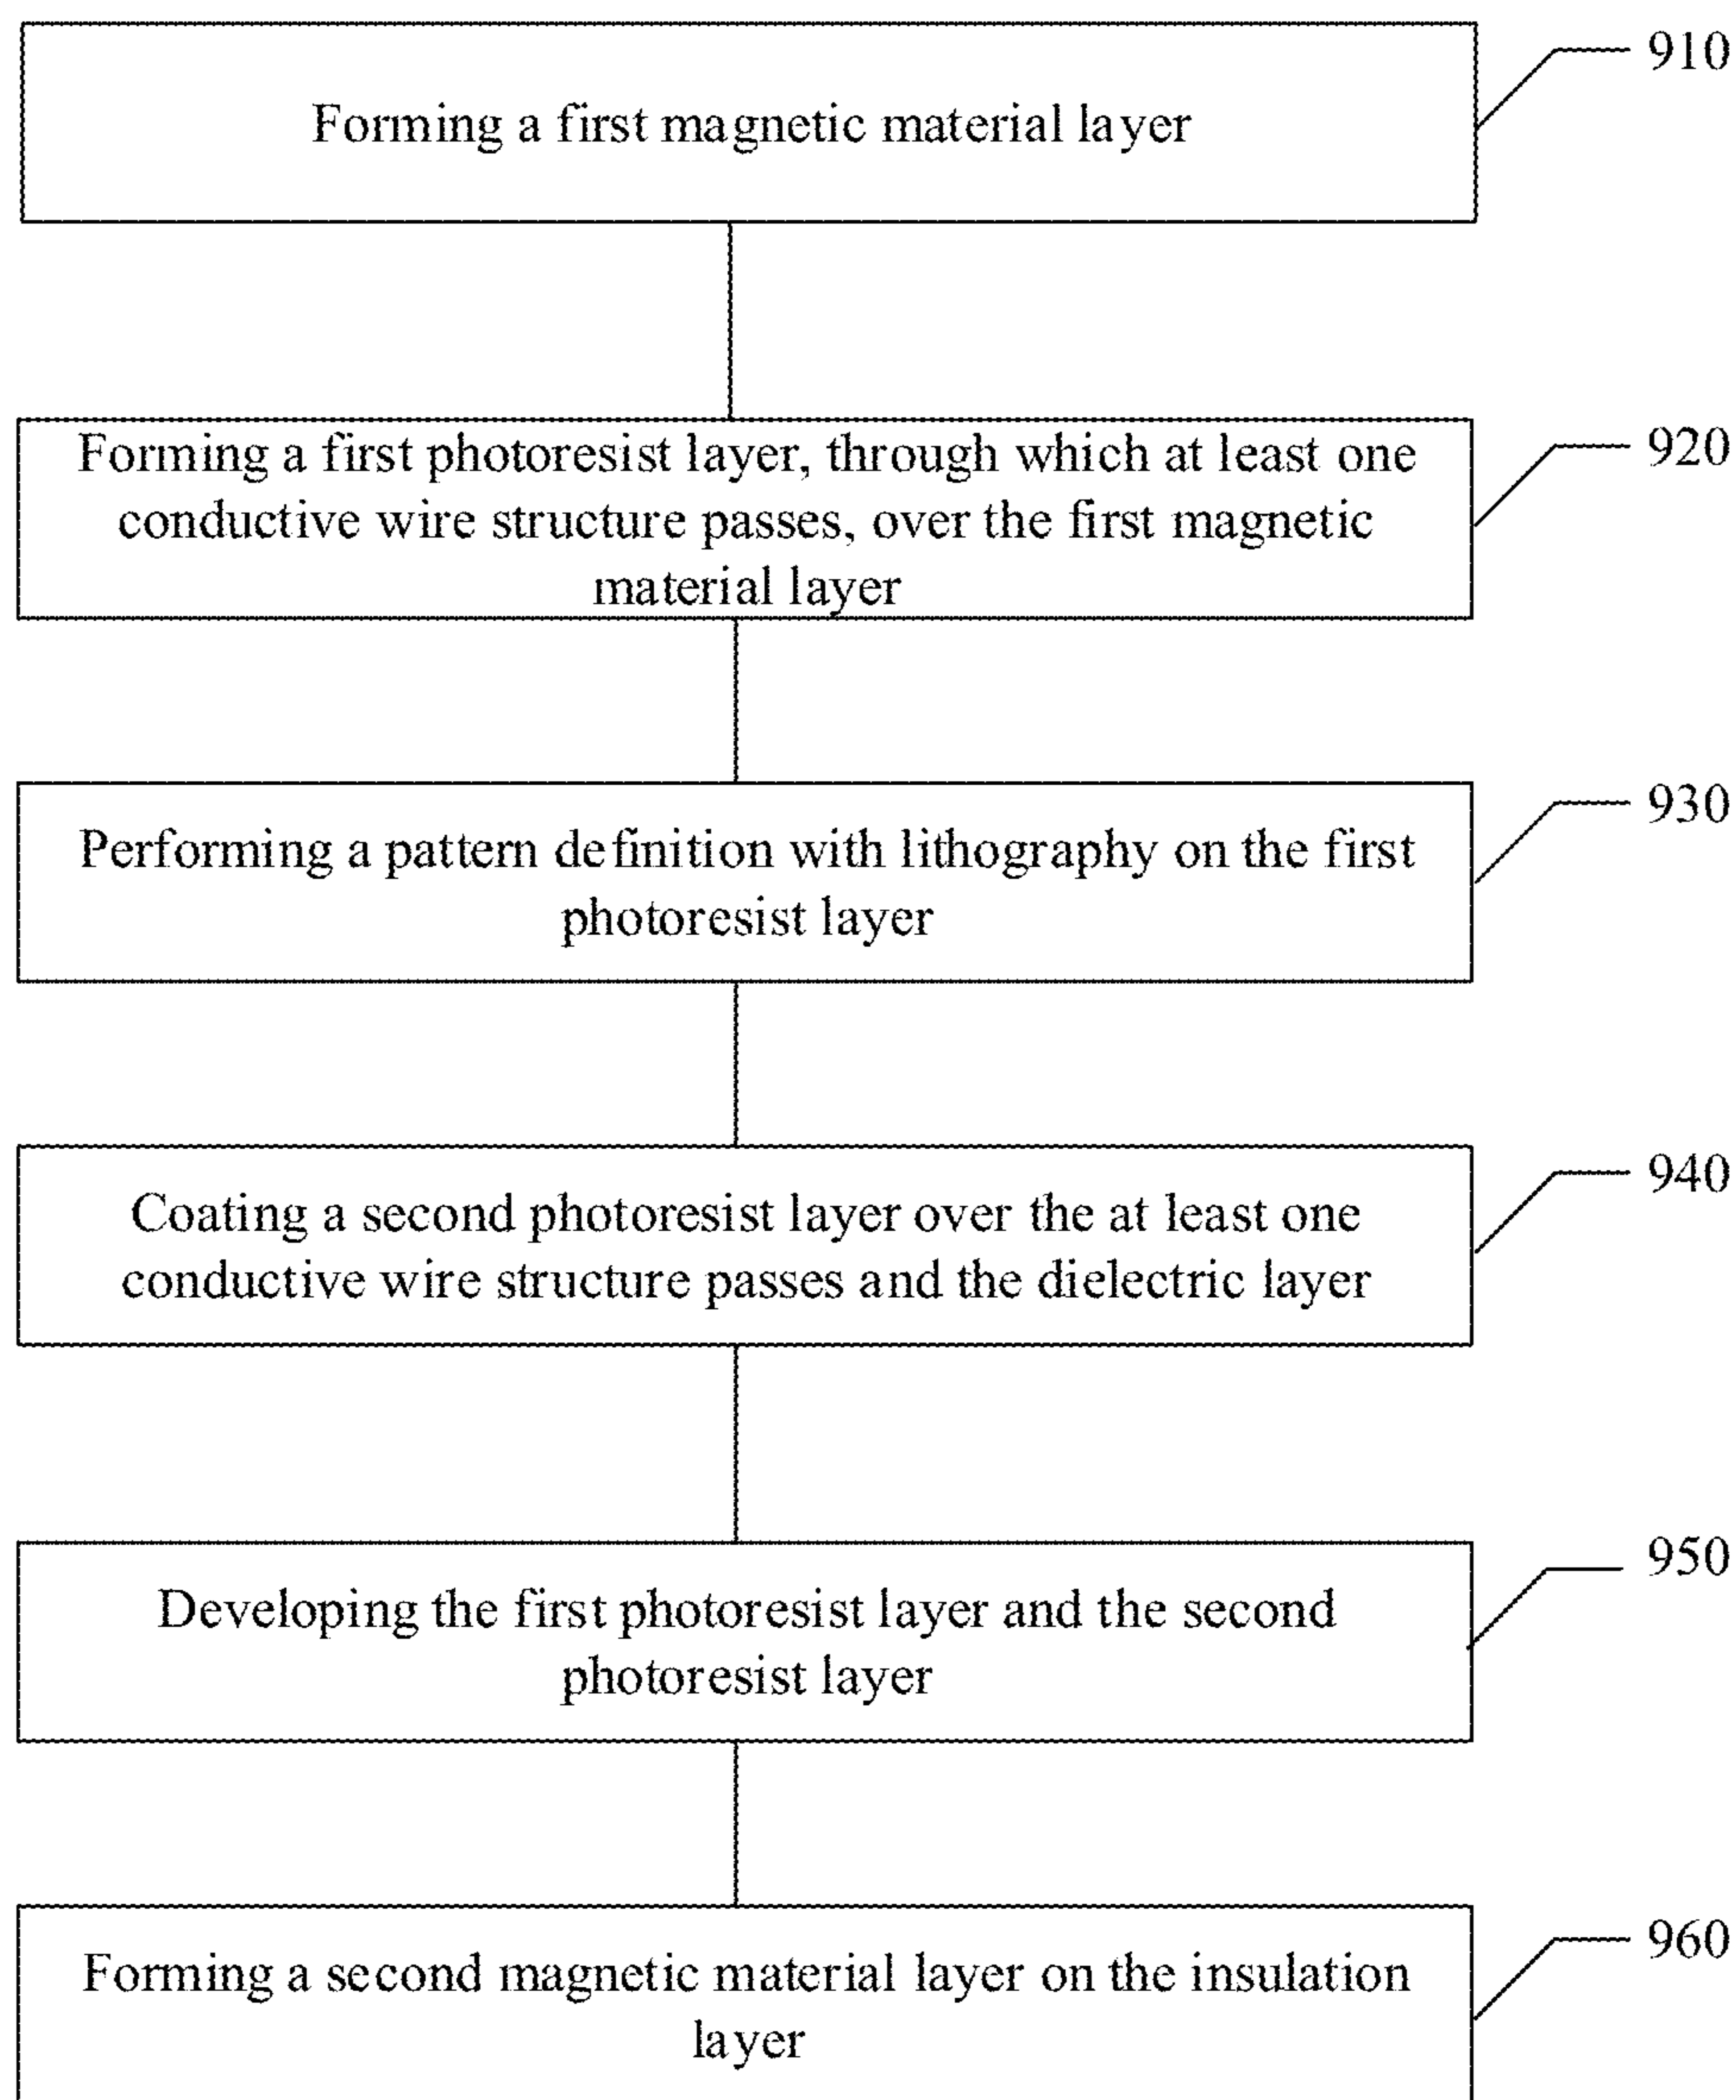 910
Forming a first magnetic material layer
920
Forming a first photoresist layer, through which at least one
conductive wire structure passes, over the first magnetic
material layer
930
Performing a pattern definition with lithography on the first
photoresist layer
940
Coating a second photoresist layer over the at least one
conductive wire structure passes and the dielectric layer
950
Developing the first photoresist layer and the second
photoresist layer
960
Forming a second magnetic material layer on the insulation
layer